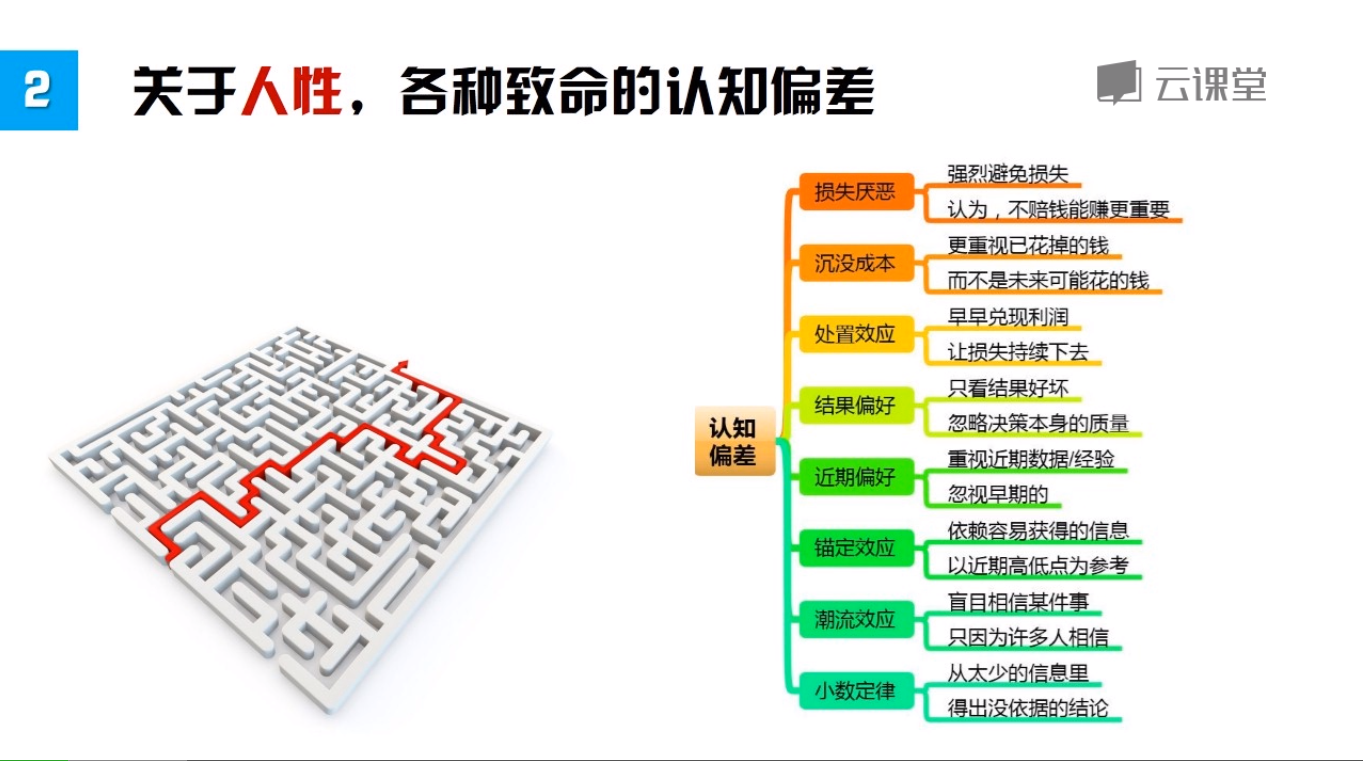 2
关于人性，各种致命的认知偏差
云课堂
认知
偏差
损失厌恶
强烈避免损失
认为，不赔钱能赚更重要
沉没成本
更重视已花掉的钱
而不是未来可能花的钱
处置效应
早早兑现利润
让损失持续下去
结果偏好
只看结果好坏
忽略决策本身的质量
近期偏好
重视近期数据/经验
忽视早期的
锚定效应
依赖容易获得的信息
以近期高低点为参考
潮流效应
盲目相信某件事
只因为许多人相信
小数定律
从太少的信息里
得出没依据的结论